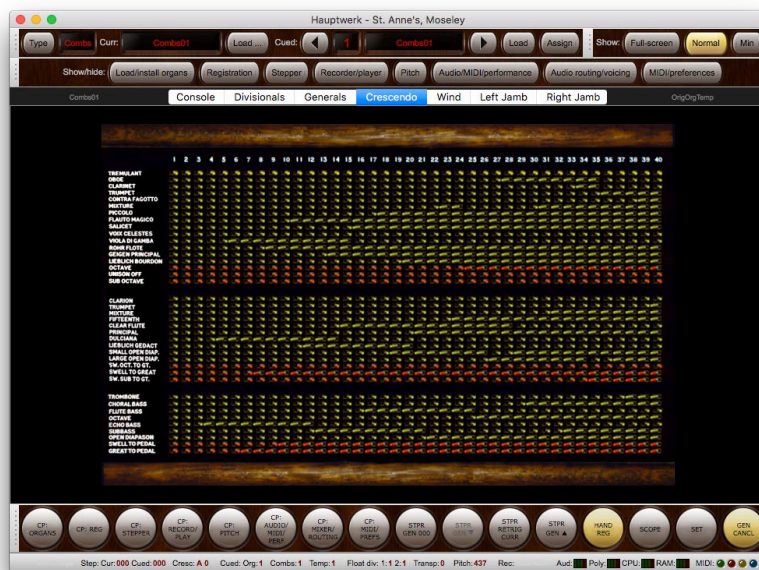 Hauptwerk - St. Anne's, Moseley
Type Combs Curr: Combs01 Load ... Cued: 1 Combs01 Load Assign Show: Full-screen Normal Min
Show/hide: Load/install organs Registration Stepper Recorder/player Pitch Audio/MIDI/performance Audio routing/voicing MIDI/preferences
Combs01 Console Divisionals Generals Crescendo Wind Left Jamb Right Jamb OrigOrgTemp
1 2 3 4 5 6 7 8 9 10 11 12 13 14 15 16 17 18 19 20 21 22 23 24 25 26 27 28 29 30 31 32 33 34 35 36 37 38 39 40
TREMULANT
OBOE
CLARINET
TRUMPET
CONTRA FAGOTTO
MIXTURE
PICCOLO
FLAUTO MAGICO
SALICET
VOIX CELESTES
VIOLA DI GAMBA
ROHR FLOTE
GEIGEN PRINCIPAL
LIEBLICH BOURDON
OCTAVE
UNISON OFF
SUB OCTAVE
CLARION
TRUMPET
MIXTURE
FIFTEENTH
CLEAR FLUTE
PRINCIPAL
DULCIANA
LIEBLICH GEDACT
SMALL OPEN DIAP.
LARGE OPEN DIAP.
SW. OCT. TO GT.
SWELL TO GREAT
SW. SUB TO GT.
TROMBONE
CHORAL BASS
FLUTE BASS
OCTAVE
ECHO BASS
SUBBASS
OPEN DIAPASON
SWELL TO PEDAL
GREAT TO PEDAL
CP: ORGANS CP: REG CP: STEPPER CP: RECORD/ PLAY CP: PITCH CP: AUDIO/ MIDI/ PERF CP: MIXER/ ROUTING CP: MIDI/ PREFS STPR GEN 000 STPR GEN ▼ STPR RETRIG CURR STPR GEN ▲ HAND REG SCOPE SET GEN CANCL
Step: Cur: 000 Cued: 000 Cresc: A 0 Cued: Org: 1 Combs: 1 Temp: 1 Float div: 1: 1 2: 1 Transp: 0 Pitch: 437 Rec: Aud: Poly: CPU: RAM: MIDI: